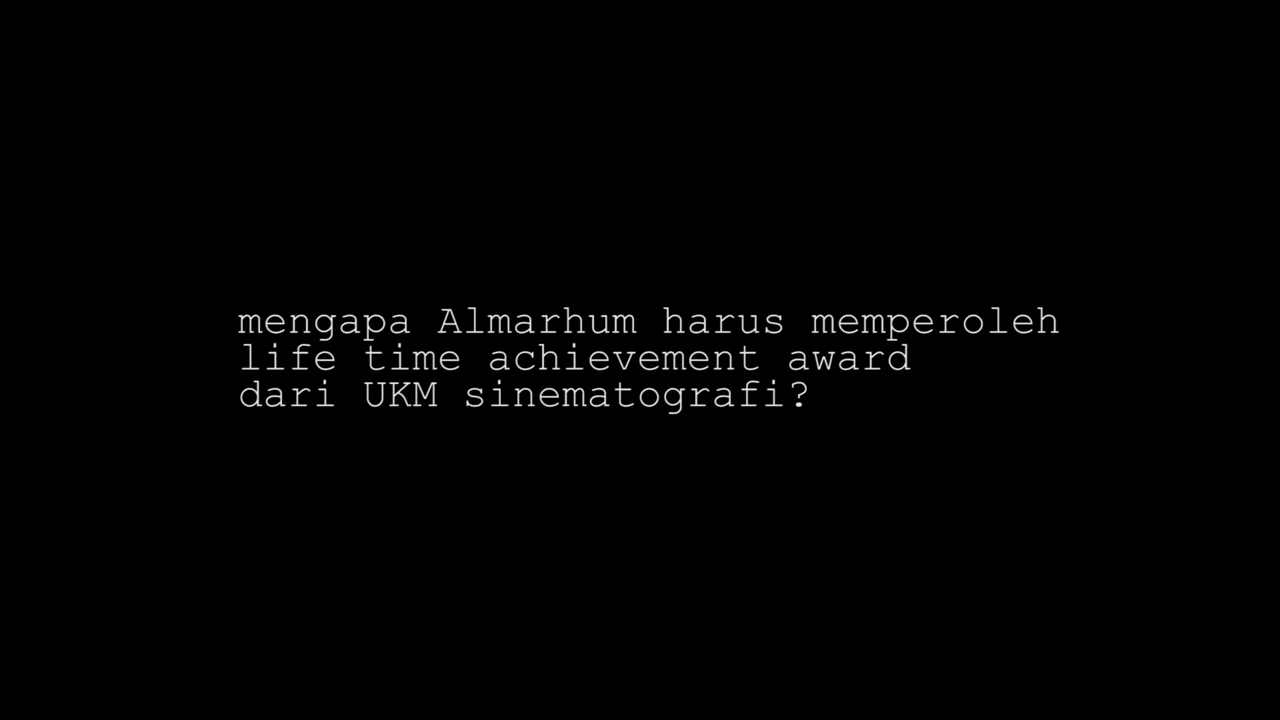 mengapa Almarhum harus memperoleh
life time achievement award
dari UKM sinematografi?